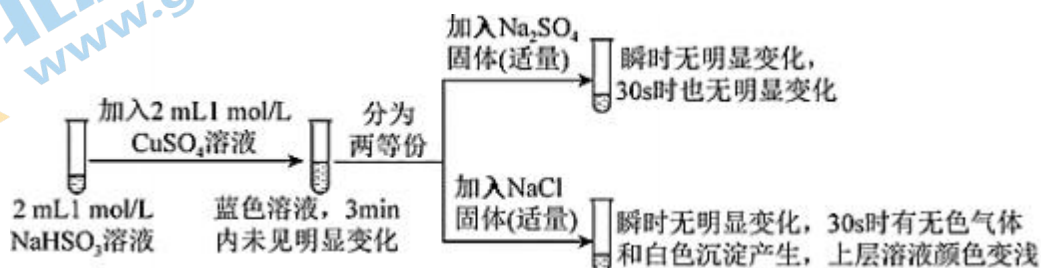 www.g
加入Na₂SO₄
固体(适量)
瞬时无明显变化，
30s时也无明显变化
加入2 mL1 mol/L
CuSO₄溶液
分为
两等份
2 mL1 mol/L
NaHSO₃溶液
蓝色溶液，3min
内未见明显变化
加入NaCl
固体(适量)
瞬时无明显变化，30s时有无色气体
和白色沉淀产生，上层溶液颜色变浅